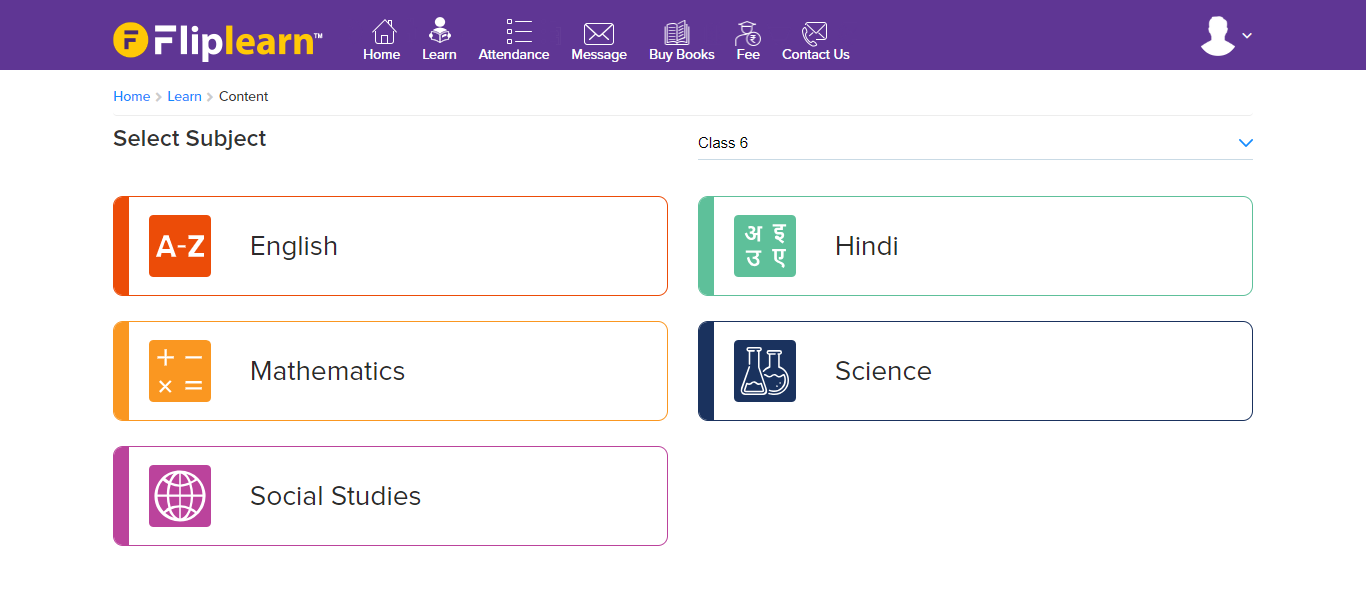 F Fliplearn™
Home Learn Attendance Message Buy Books Fee Contact Us
Home > Learn > Content
Select Subject
Class 6
A-Z English
अ इ
उ ए
Hindi
Mathematics
Science
Social Studies